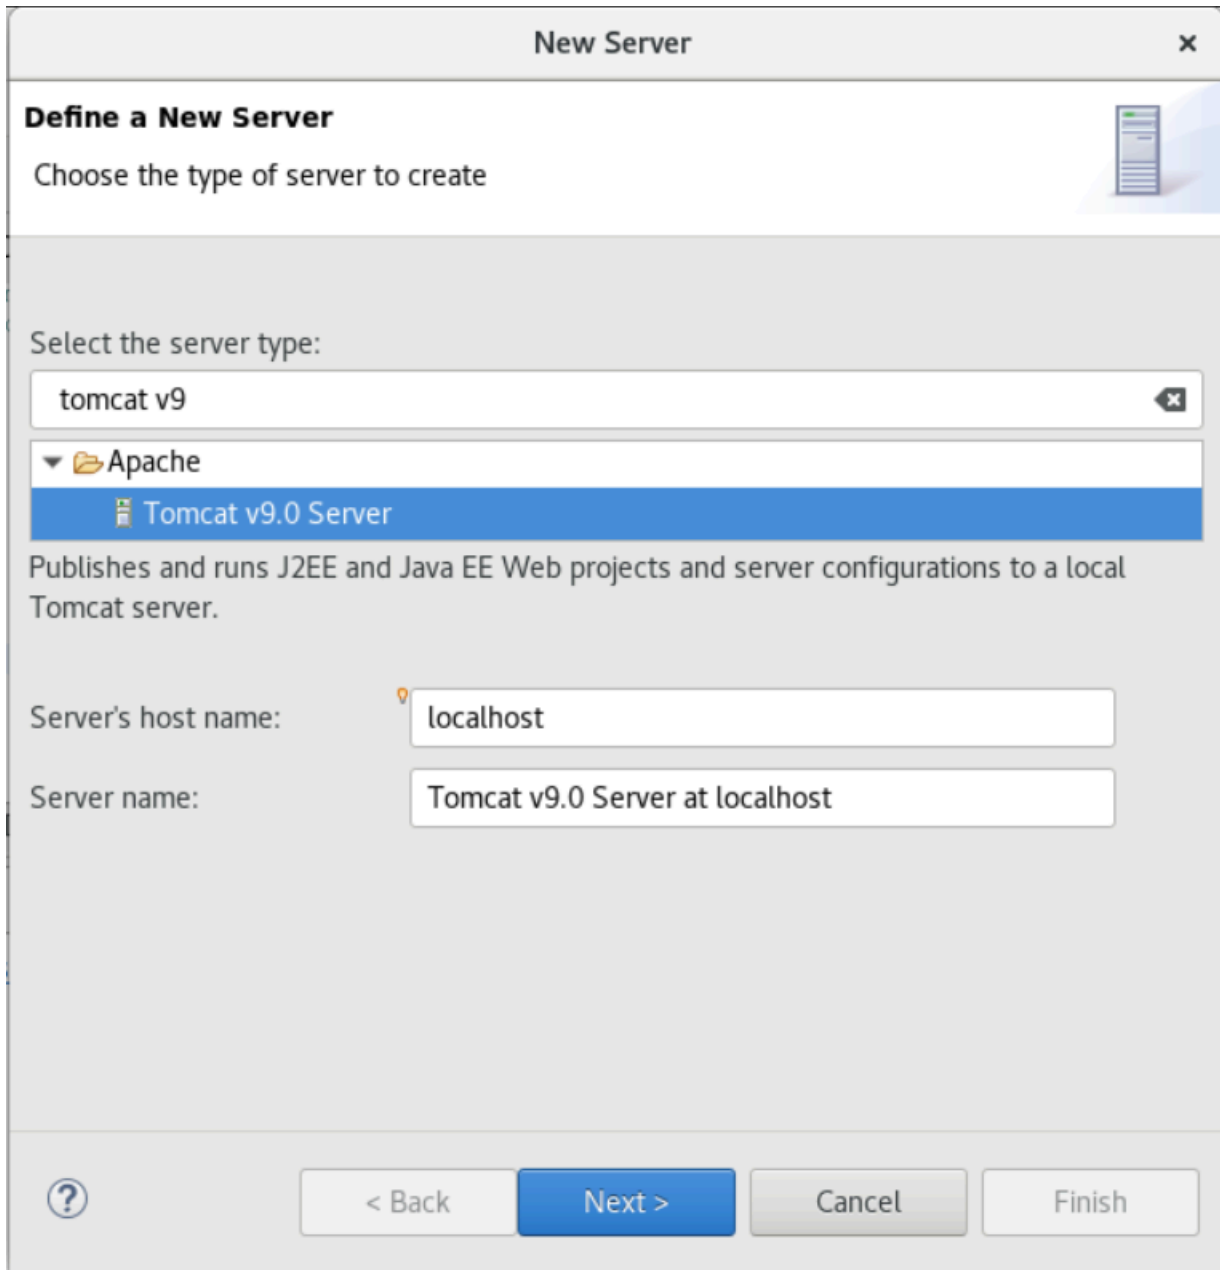 New Server
Define a New Server
Choose the type of server to create
Select the server type:
tomcat v9
Apache
Tomcat v9.0 Server
Publishes and runs J2EE and Java EE Web projects and server configurations to a local
Tomcat server.
Server's host name:
localhost
Server name:
Tomcat v9.0 Server at localhost
< Back
Next >
Cancel
Finish